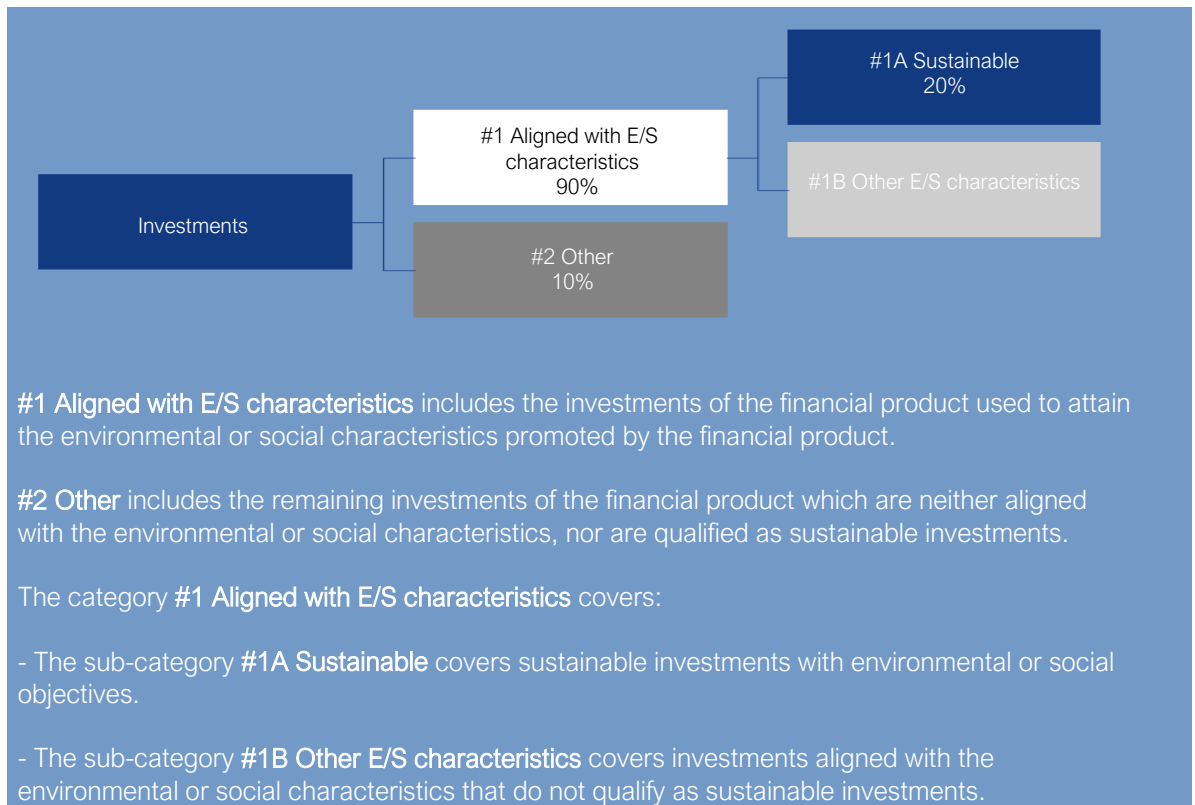 #1A Sustainable
20%
#1 Aligned with E/S
characteristics
90%
#1B Other E/S characteristics
Investments
#2 Other
10%
#1 Aligned with E/S characteristics includes the investments of the financial product used to attain
the environmental or social characteristics promoted by the financial product.
#2 Other includes the remaining investments of the financial product which are neither aligned
with the environmental or social characteristics, nor are qualified as sustainable investments.
The category #1 Aligned with E/S characteristics covers:
- The sub-category #1A Sustainable covers sustainable investments with environmental or social
objectives.
- The sub-category #1B Other E/S characteristics covers investments aligned with the
environmental or social characteristics that do not qualify as sustainable investments.